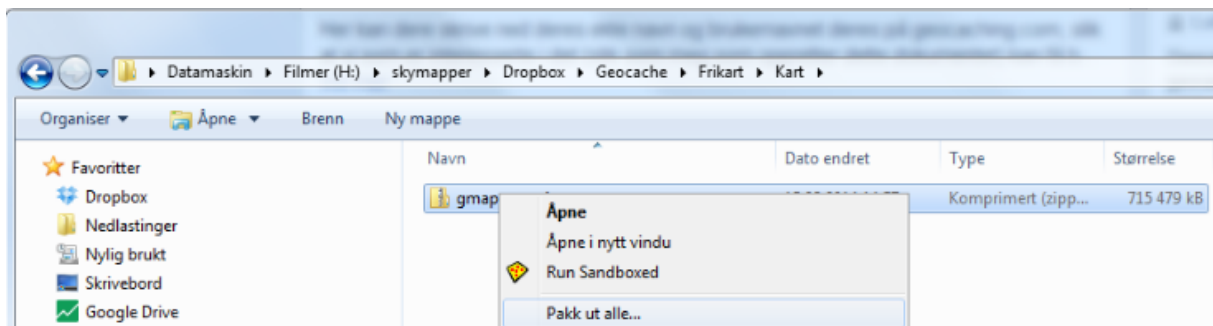 Datamaskin ▸ Filmer (H:) ▸ skymapper ▸ Dropbox ▸ Geocache ▸ Frikart ▸ Kart ▸
Organiser Åpne Brenn Ny mappe
Navn Dato endret Type Størrelse
Favoritter
Dropbox
Nedlastinger
Nylig brukt
Skrivebord
Google Drive
gmap Komprimert (zipp... 715 479 kB
Åpne
Åpne i nytt vindu
Run Sandboxed
Pakk ut alle...